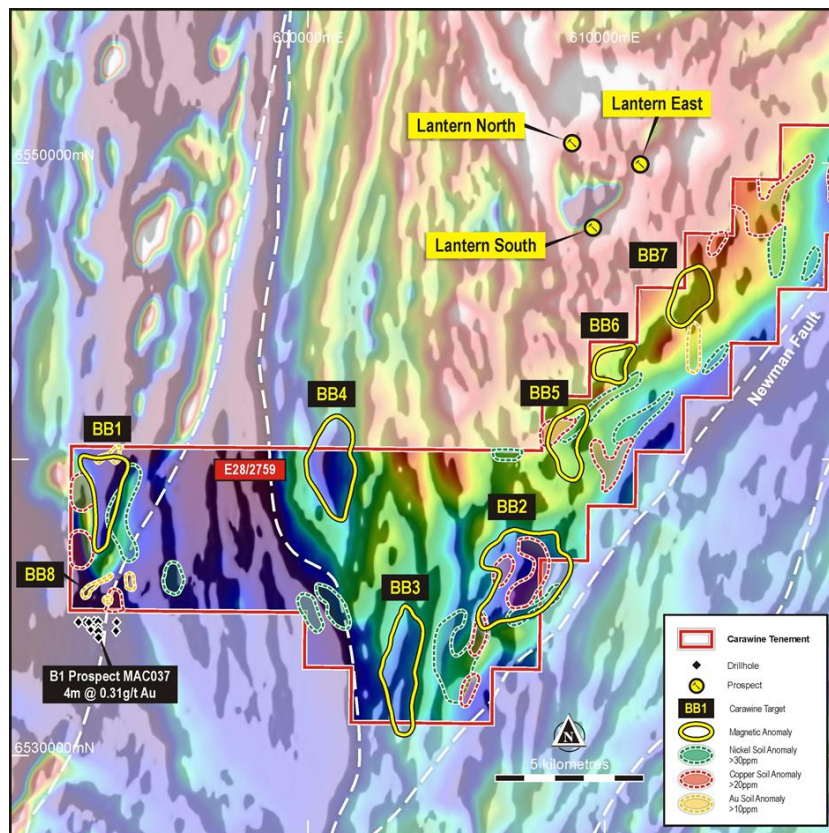 600000mE
610000mE
Lantern East
Lantern North
6550000mN
Lantern South
BB7
BB6
Newman Fault
BB5
BB4
BB1
E28/2759
BB2
BB8
BB3
B1 Prospect MAC037
4m @ 0.31g/t Au
6530000mN
N
5 kilometres
Carawine Tenement
Drillhole
Prospect
BB1
Carawine Target
Magnetic Anomaly
Nickel Soil Anomaly
>30ppm
Copper Soil Anomaly
>20ppm
Au Soil Anomaly
>10ppm